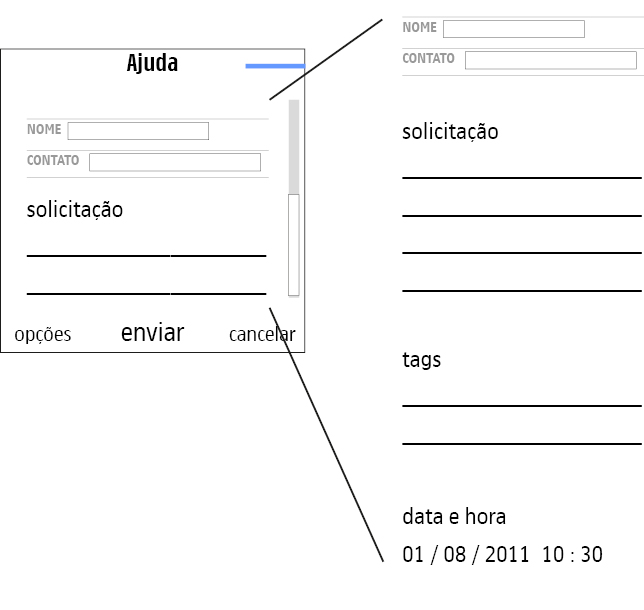 Ajuda
NOME
CONTATO
solicitação
opções enviar cancelar
NOME
CONTATO
solicitação
tags
data e hora
01 / 08 / 2011 10 : 30